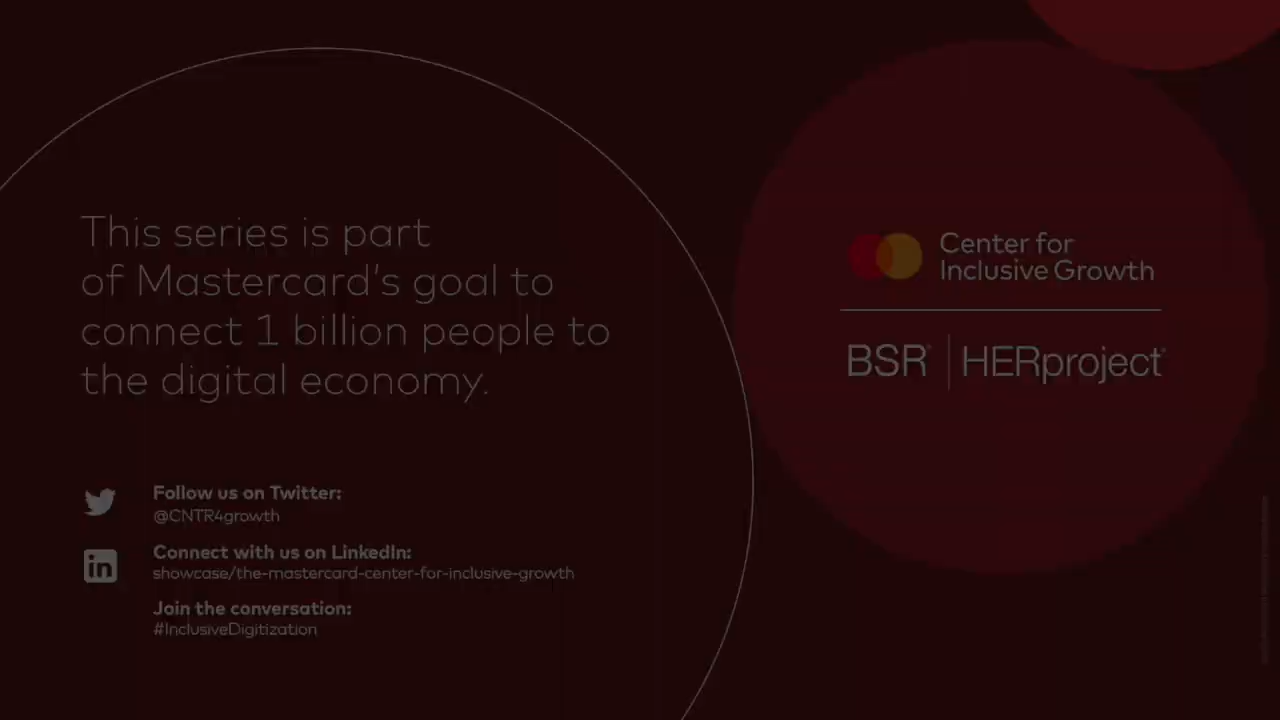 This series is part
of Mastercard's goal to
connect 1 billion people to
the digital economy.
Follow us on Twitter:
@CNTR4growth
Connect with us on LinkedIn:
showcase/the-mastercard-center-for-inclusive-growth
Join the conversation:
#InclusiveDigitization
Center for
Inclusive Growth
BSR® | HERproject®